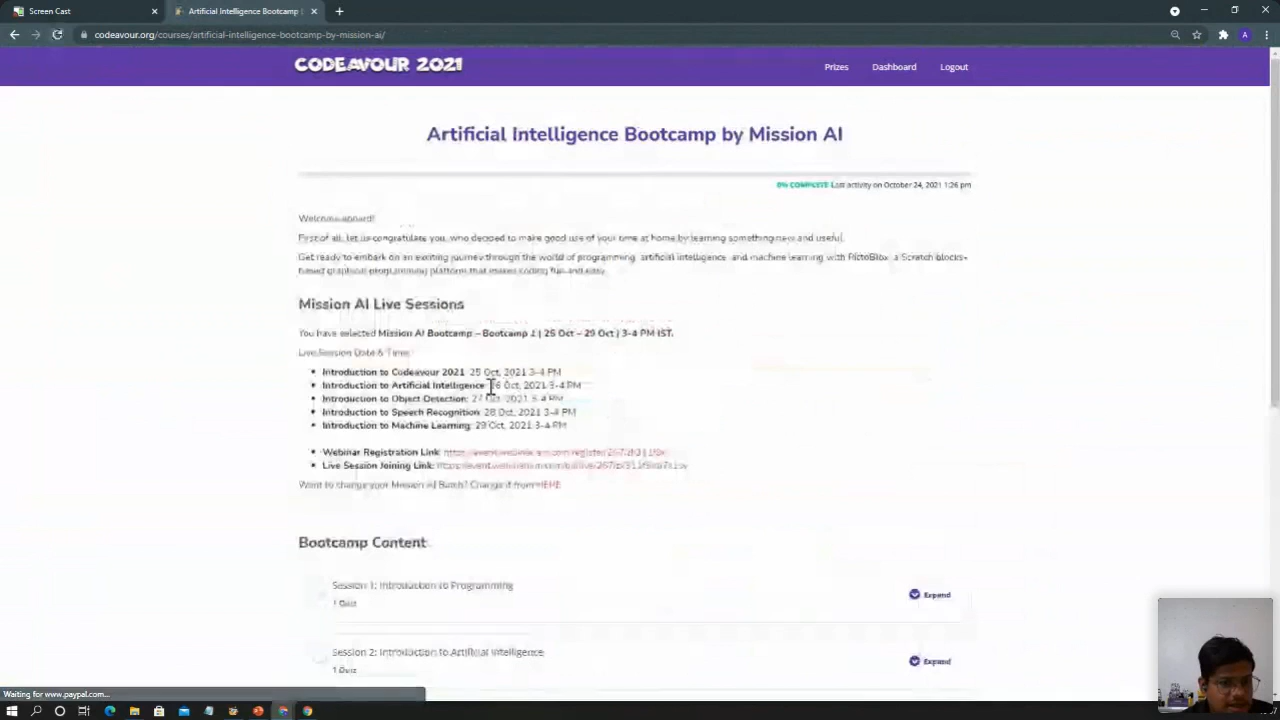 Screen Cast
Artificial Intelligence Bootcamp
codeavour.org/courses/artificial-intelligence-bootcamp-by-mission-ai/
A
CODEAVOUR 2021
Prizes
Dashboard
Logout
Artificial Intelligence Bootcamp by Mission AI
0% COMPLETE Last activity on October 24, 2021 1:26 pm
Welcome aboard!
First of all, let us congratulate you, who decided to make good use of your time at home by learning something new and useful.
Get ready to embark on an exciting journey through the world of programming, artificial intelligence, and machine learning with PictoBlox, a Scratch blocks-
based graphical programming platform that makes coding fun and easy.
Mission AI Live Sessions
You have selected Mission AI Bootcamp – Bootcamp | 25 Oct – 29 Oct | 3-4 PM IST.
Live Session Date & Time:
Introduction to Codeavour 2021: 25 Oct, 2021 3-4 PM
Introduction to Artificial Intelligence: 26 Oct, 2021 3-4 PM
Introduction to Object Detection: 27 Oct, 2021 3-4 PM
Introduction to Speech Recognition: 28 Oct, 2021 3-4 PM
Introduction to Machine Learning: 29 Oct, 2021 3-4 PM
Webinar Registration Link:
Live Session Joining Link:
Want to change your Mission AI Batch? Change it from HERE
Bootcamp Content
Session 1: Introduction to Programming
1 Quiz
Expand
Session 2: Introduction to Artificial Intelligence
1 Quiz
Expand
Waiting for www.paypal.com...